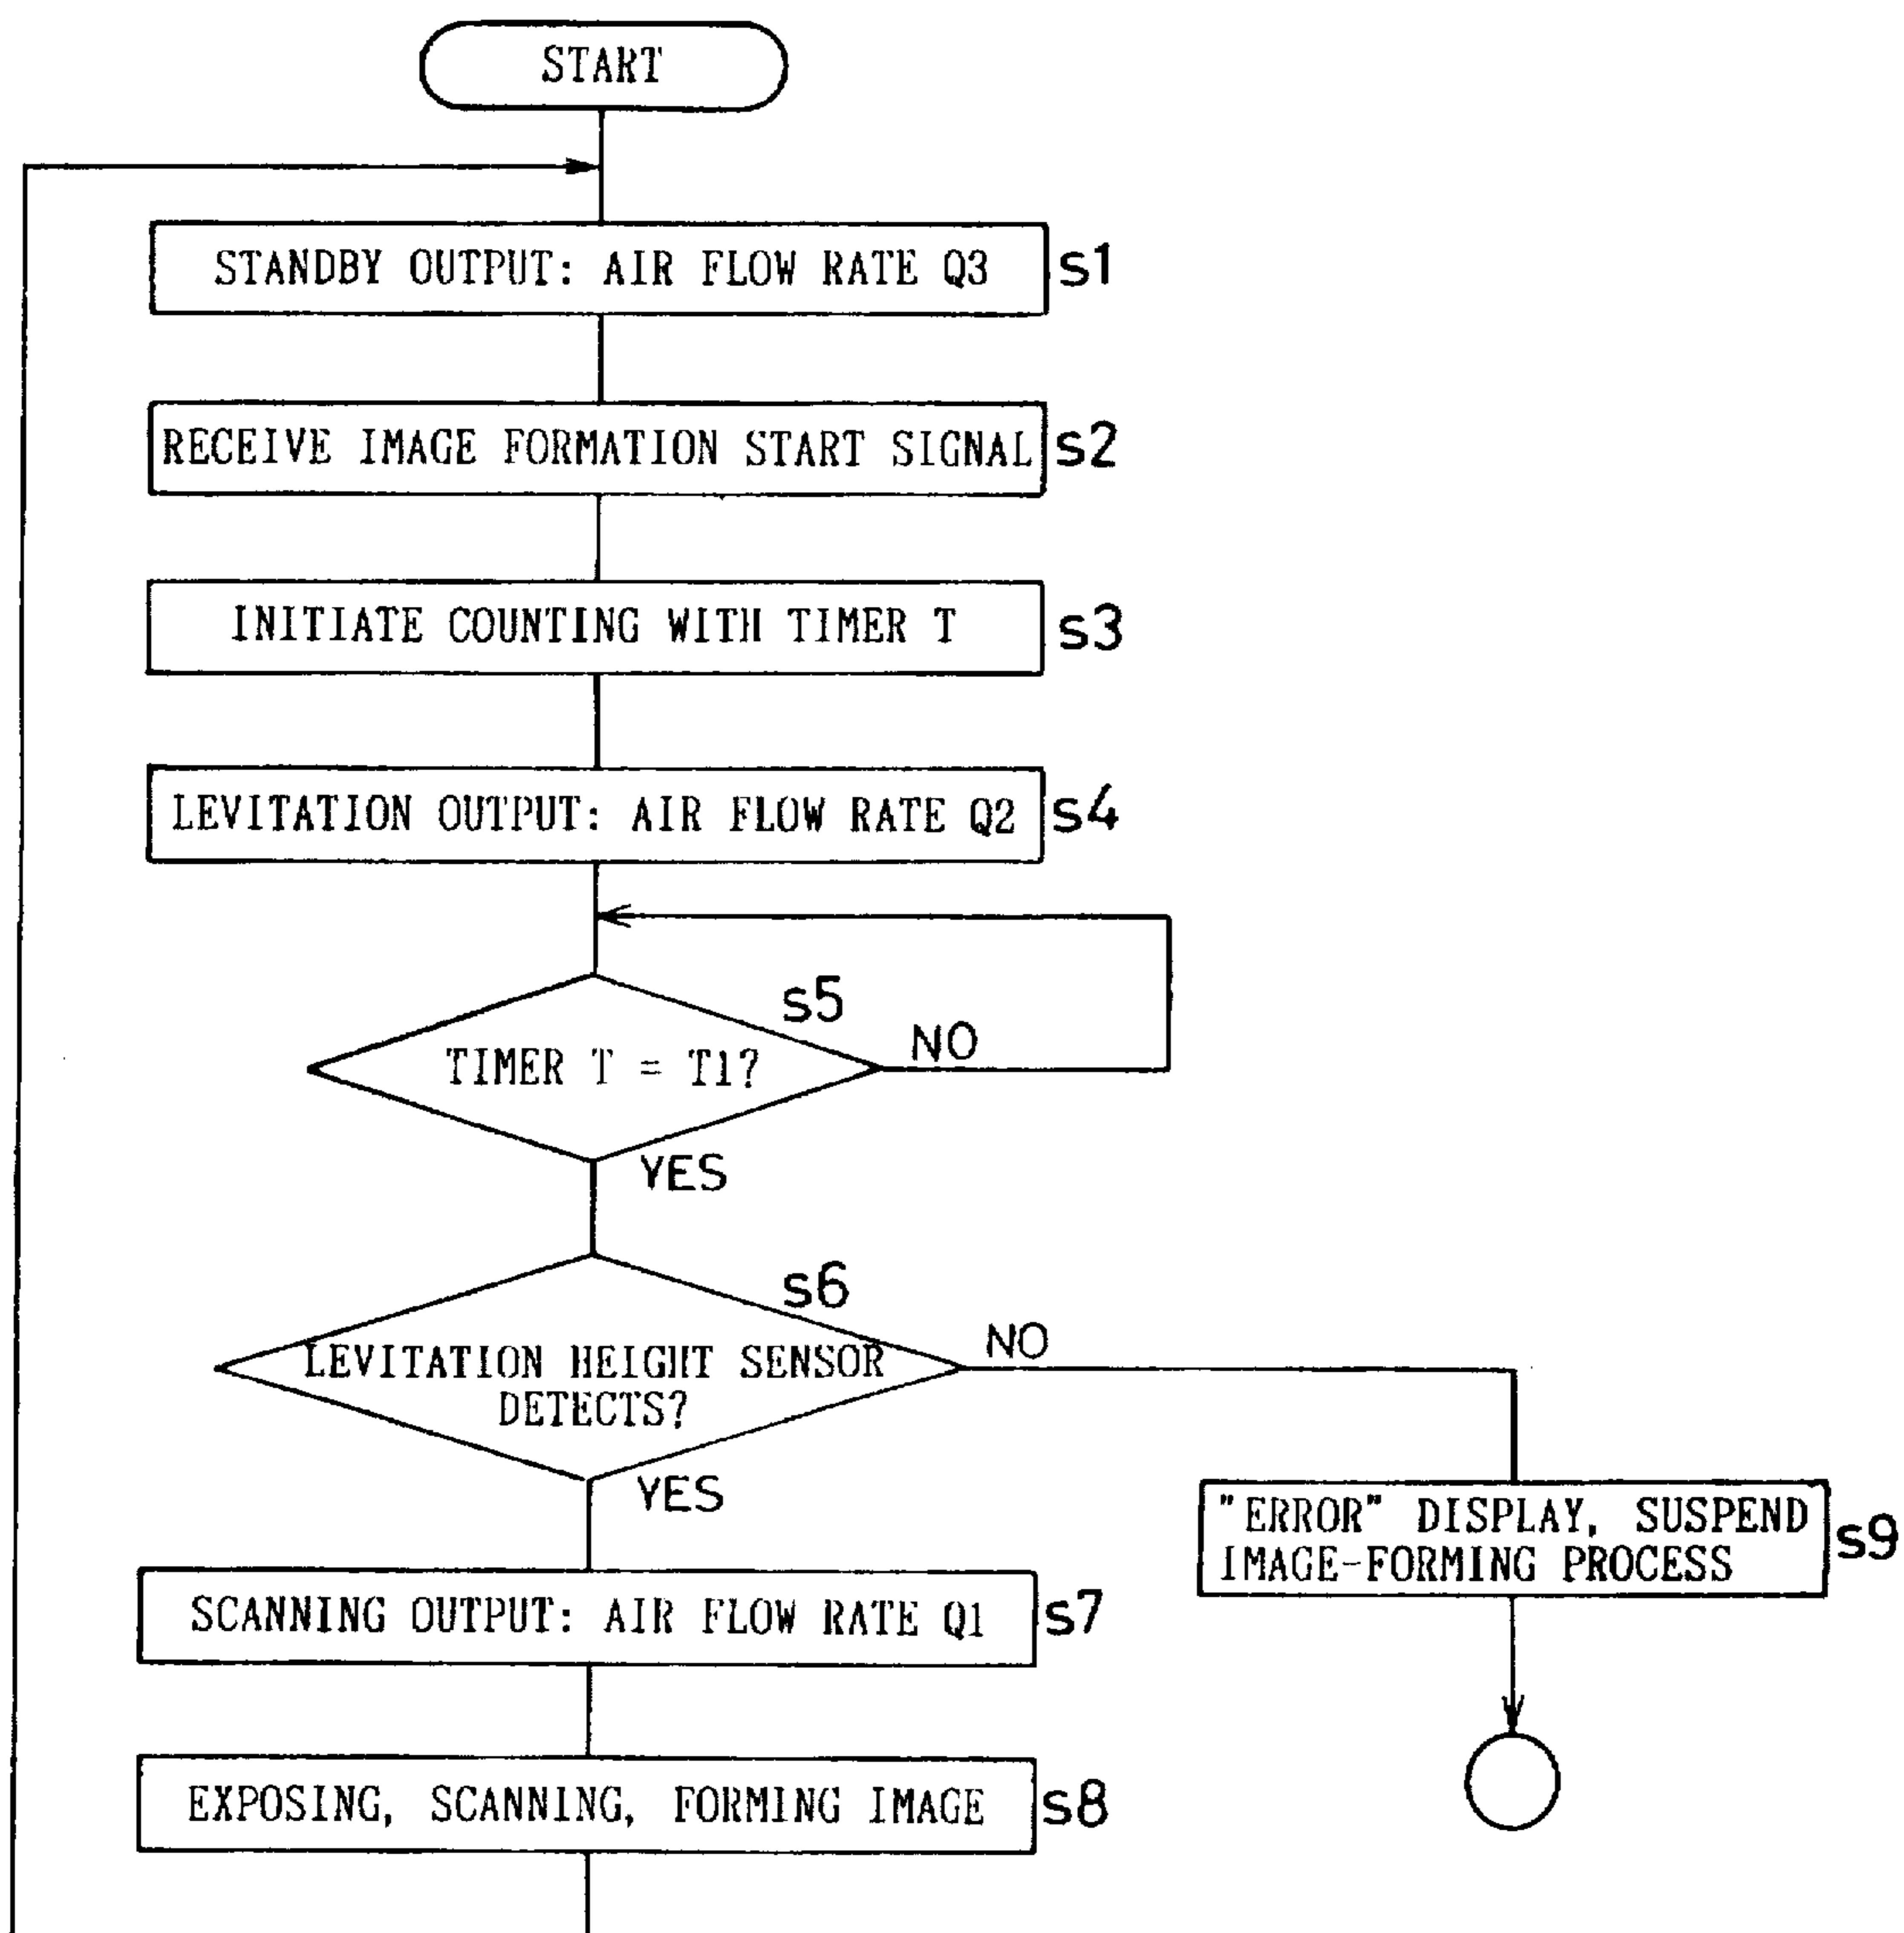 START
STANDBY OUTPUT: AIR FLOW RATE Q3 s1
RECEIVE IMAGE FORMATION START SIGNAL s2
INITIATE COUNTING WITH TIMER T s3
LEVITATION OUTPUT: AIR FLOW RATE Q2 s4
s5
TIMER T = T1?
NO
YES
s6
LEVITATION HEIGHT SENSOR
DETECTS?
NO
YES
"ERROR" DISPLAY, SUSPEND
IMAGE-FORMING PROCESS
s9
SCANNING OUTPUT: AIR FLOW RATE Q1 s7
EXPOSING, SCANNING, FORMING IMAGE s8